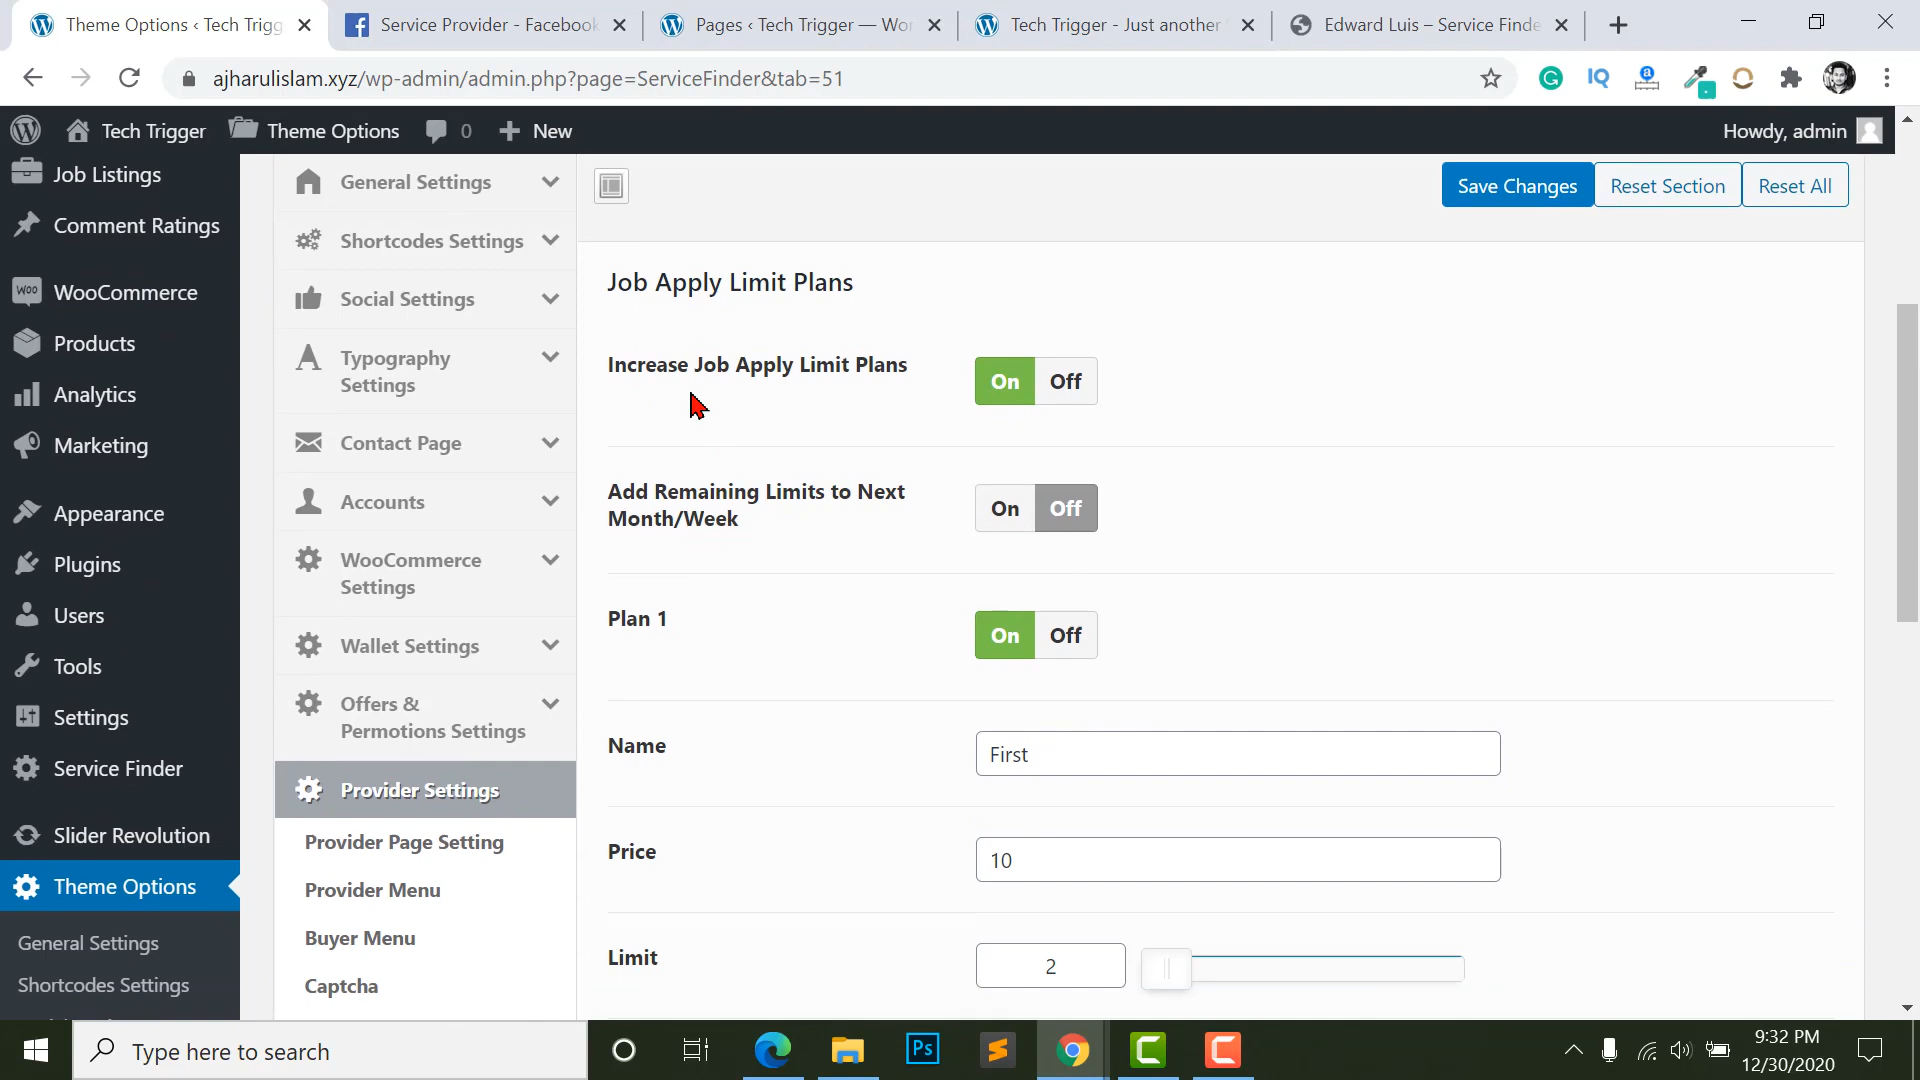 Theme Options ‹ Tech Trigg
Service Provider - Facebook
Pages ‹ Tech Trigger — Wor
Tech Trigger - Just another
Edward Luis – Service Finde
ajharulislam.xyz/wp-admin/admin.php?page=ServiceFinder&tab=51
Tech Trigger
Theme Options
0
New
Howdy, admin
Job Listings
Comment Ratings
WooCommerce
Products
Analytics
Marketing
Appearance
Plugins
Users
Tools
Settings
Service Finder
Slider Revolution
Theme Options
General Settings
Shortcodes Settings
General Settings
Shortcodes Settings
Social Settings
Typography
Settings
Contact Page
Accounts
WooCommerce
Settings
Wallet Settings
Offers &
Permotions Settings
Provider Settings
Provider Page Setting
Provider Menu
Buyer Menu
Captcha
Save Changes
Reset Section
Reset All
Job Apply Limit Plans
Increase Job Apply Limit Plans
On Off
Add Remaining Limits to Next
Month/Week
On Off
Plan 1
On Off
Name
First
Price
10
Limit
2
Type here to search
9:32 PM
12/30/2020